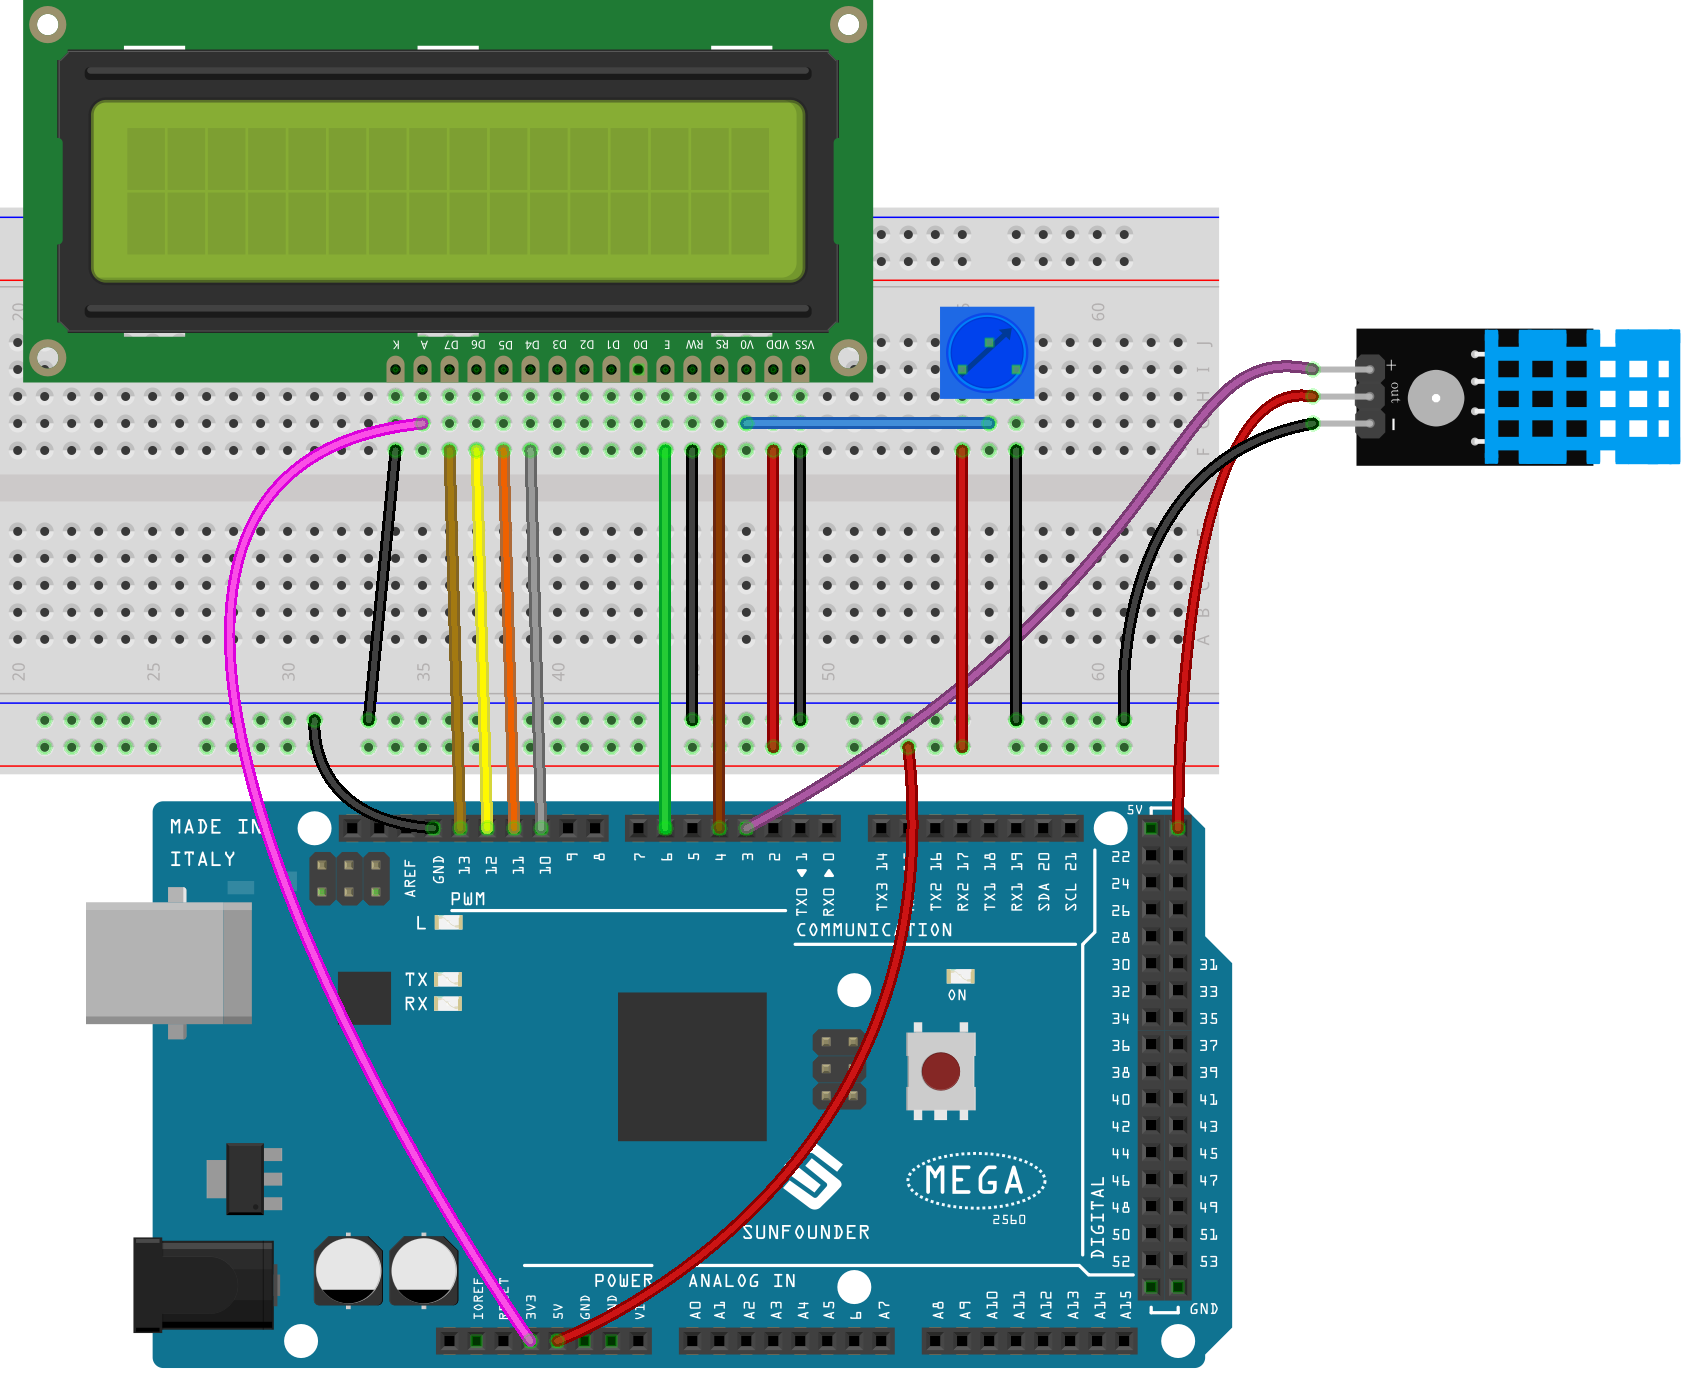 20
60
J
I
H
G
F
K A D7 D6 D5 D4 D3 D2 D1 D0 E RW RS V0 VDD VSS
+
out
−
C
B
A
20 25 30 35 40 50 60
MADE IN
ITALY
AREF GND 13 12 11 10 9 8 7 6 5 4 3 2 1 0
TX0 RX0
TX3 14 16 TX2 17 RX2 18 TX1 19 RX1 20 SDA 21 SCL
5V
PWM
L
COMMUNICATION
TX
RX
ON
22
24
26
28
30 31
32 33
34 35
36 37
38 39
40 41
42 43
44 45
46 47
48 49
50 51
52 53
DIGITAL
GND
MEGA
2560
SUNFOUNDER
POWER
ANALOG IN
IOREF 3V3 5V GND
A0 A1 A2 A3 A4 A5 6 A7 A8 A9 A10 A11 A12 A13 A14 A15